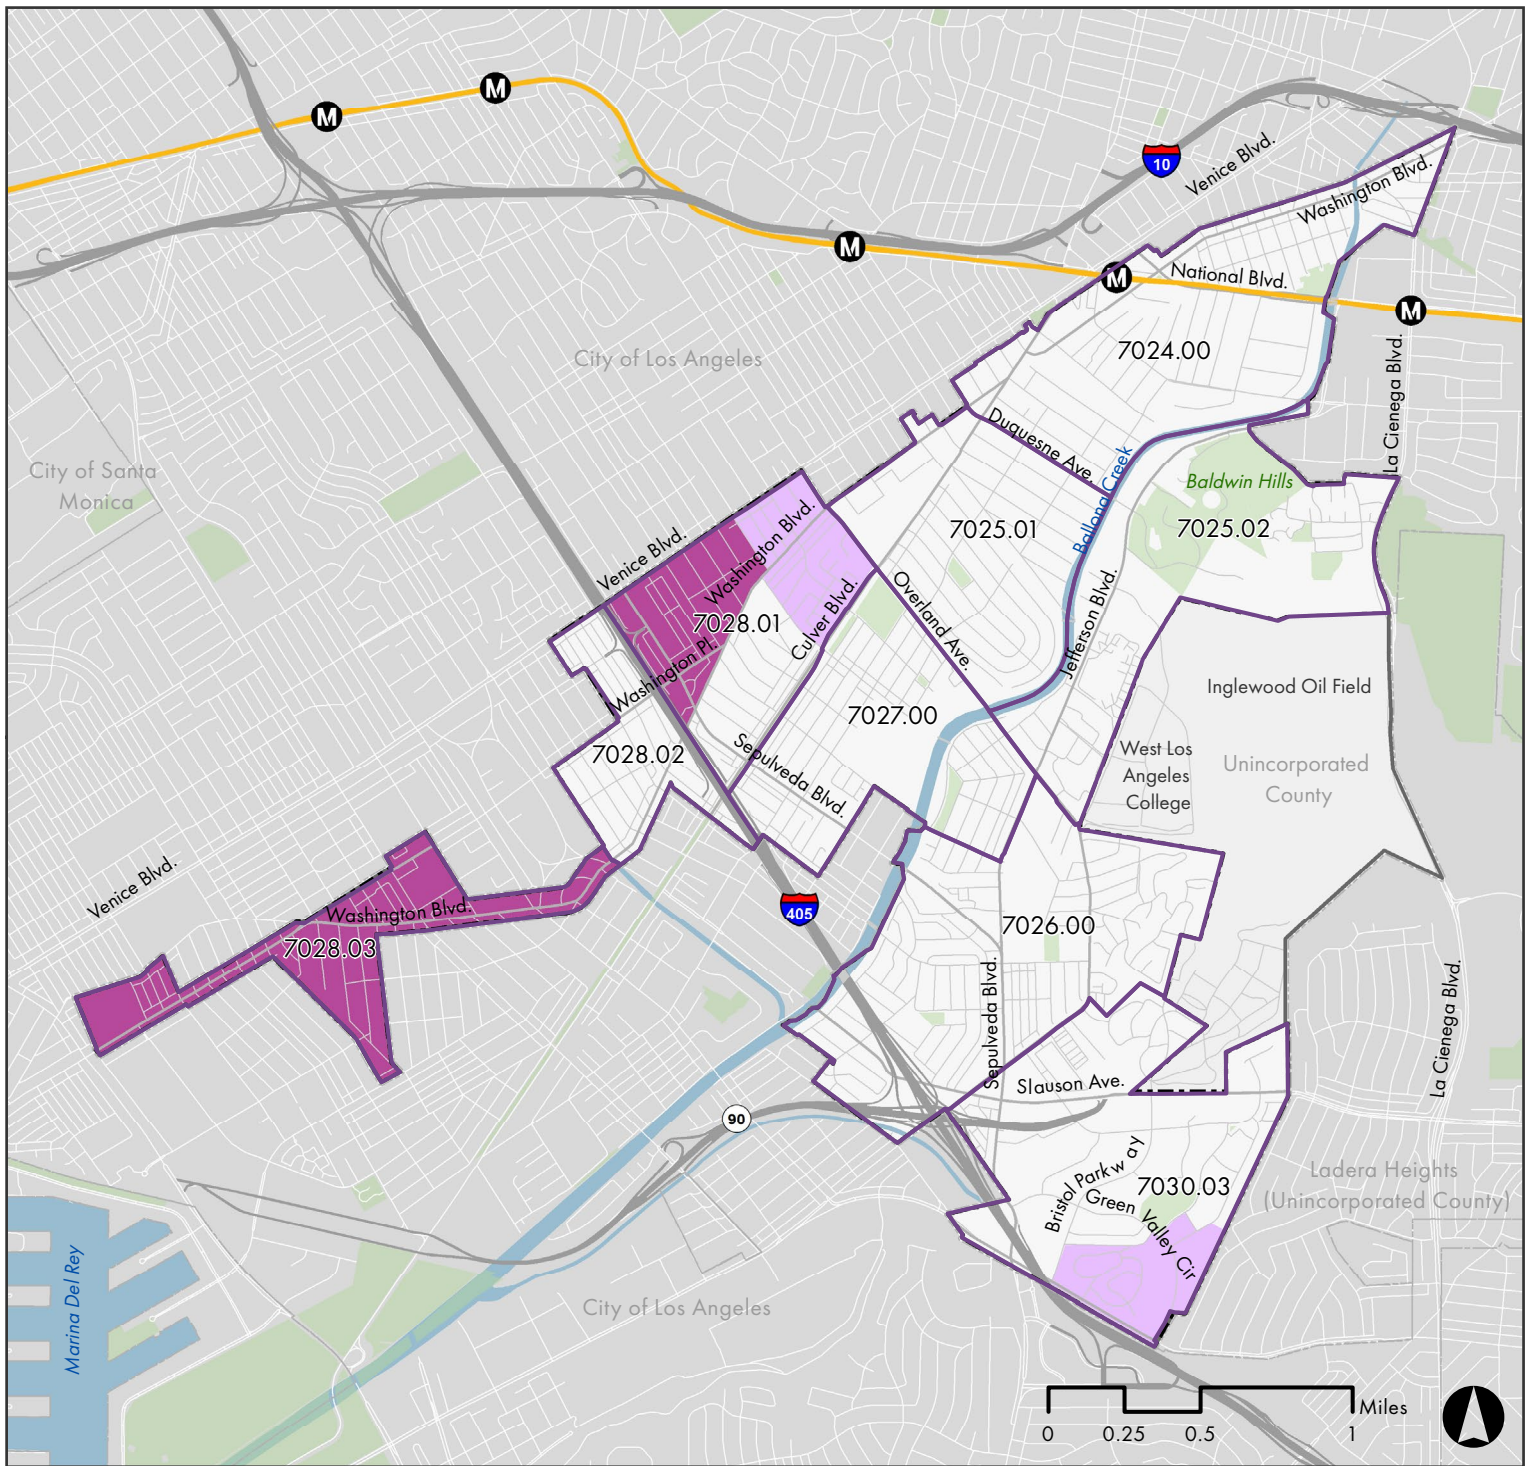 M
M
10
Venice Blvd.
Washington Blvd.
M
M
National Blvd.
M
7024.00
City of Los Angeles
La Cienega Blvd.
Duquesne Ave.
City of Santa
Monica
Ballona Creek
Baldwin Hills
7025.01
7025.02
Venice Blvd.
Washington Blvd.
Culver Blvd.
Overland Ave.
Jefferson Blvd.
7028.01
Washington Pl.
Inglewood Oil Field
7027.00
7028.02
Sepulveda Blvd.
West Los
Angeles
College
Unincorporated
County
Venice Blvd.
Washington Blvd.
405
7028.03
7026.00
Sepulveda Blvd.
La Cienega Blvd.
Slauson Ave.
90
Bristol Parkway
7030.03
Green Valley Cir
Ladera Heights
(Unincorporated County)
Marina Del Rey
City of Los Angeles
Miles
0 0.25 0.5 1